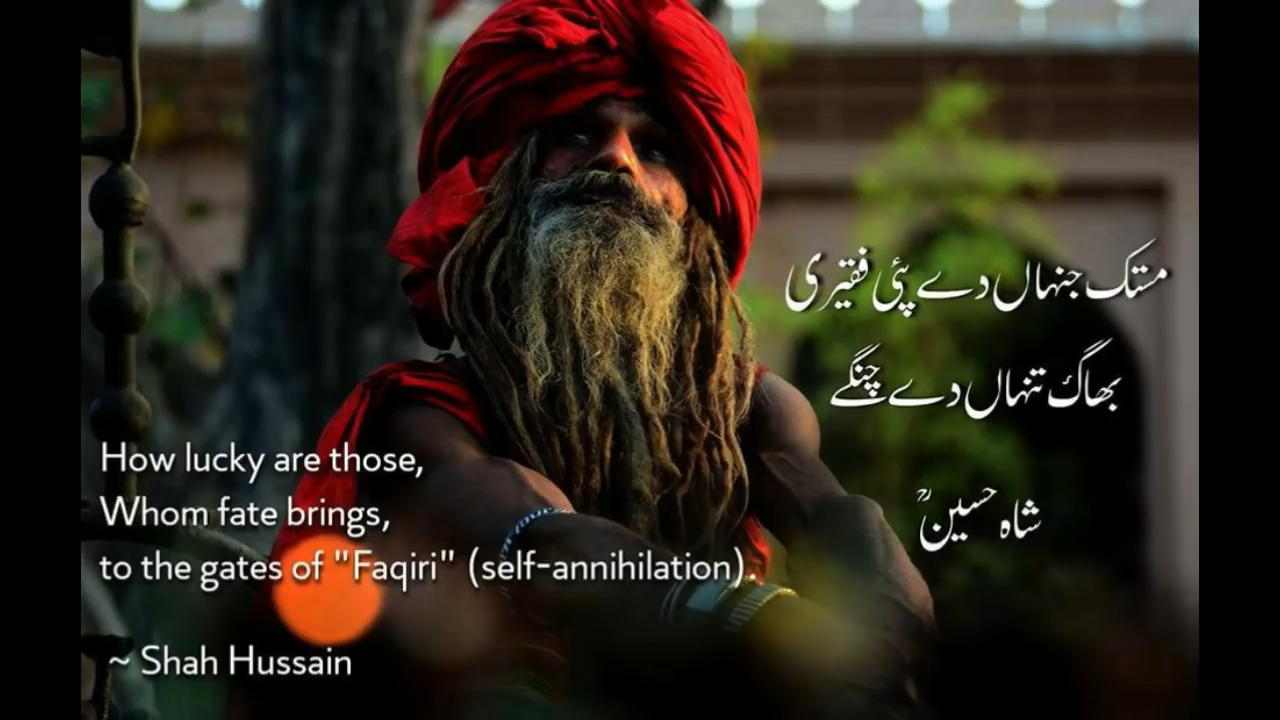 مستک جنہاں دے پئی فقیری
بھاگ تنہاں دے چنگے
شاہ حسینؒ
How lucky are those,
Whom fate brings,
to the gates of "Faqiri" (self-annihilation).
~ Shah Hussain